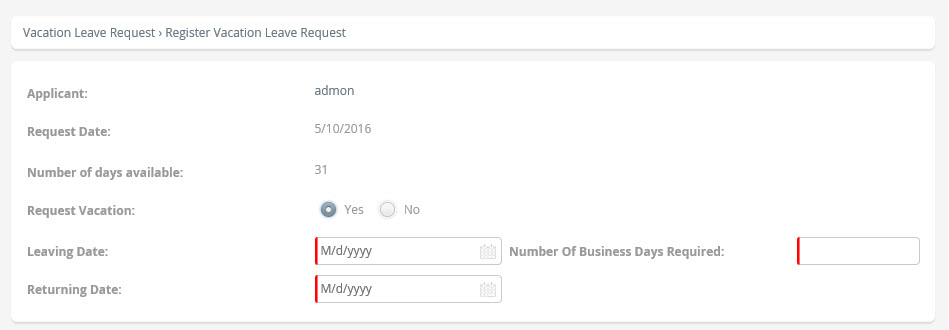 Vacation Leave Request › Register Vacation Leave Request
Applicant: admon
Request Date: 5/10/2016
Number of days available: 31
Request Vacation: Yes No
Leaving Date: M/d/yyyy Number Of Business Days Required:
Returning Date: M/d/yyyy